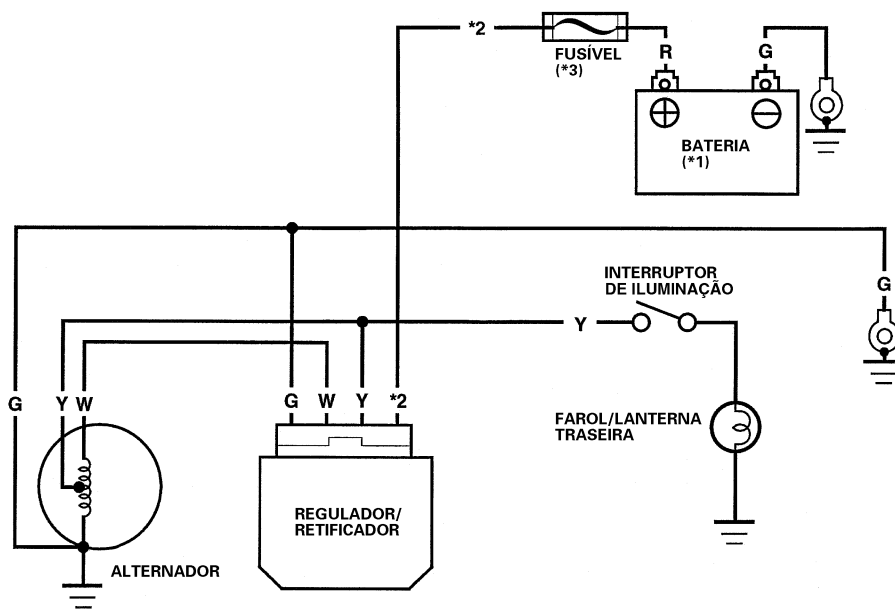 *2
FUSÍVEL
(*3)
R
G
BATERIA
(*1)
INTERRUPTOR
DE ILUMINAÇÃO
G
Y
G
Y
W
G
W
Y
*2
FAROL/LANTERNA
TRASEIRA
REGULADOR/
RETIFICADOR
ALTERNADOR